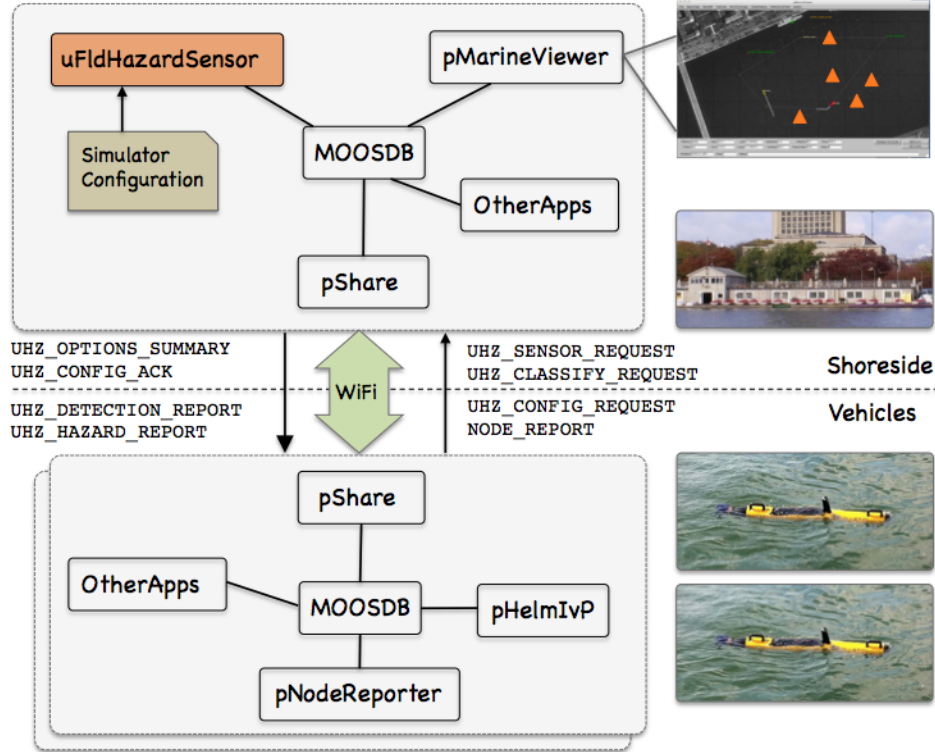 uFldHazardSensor
pMarineViewer
Simulator
Configuration
MOOSDB
OtherApps
pShare
UHZ_OPTIONS_SUMMARY
UHZ_CONFIG_ACK
UHZ_SENSOR_REQUEST
UHZ_CLASSIFY_REQUEST
Shoreside
WiFi
UHZ_DETECTION_REPORT
UHZ_HAZARD_REPORT
UHZ_CONFIG_REQUEST
NODE_REPORT
Vehicles
pShare
OtherApps
MOOSDB
pHelmIvP
pNodeReporter